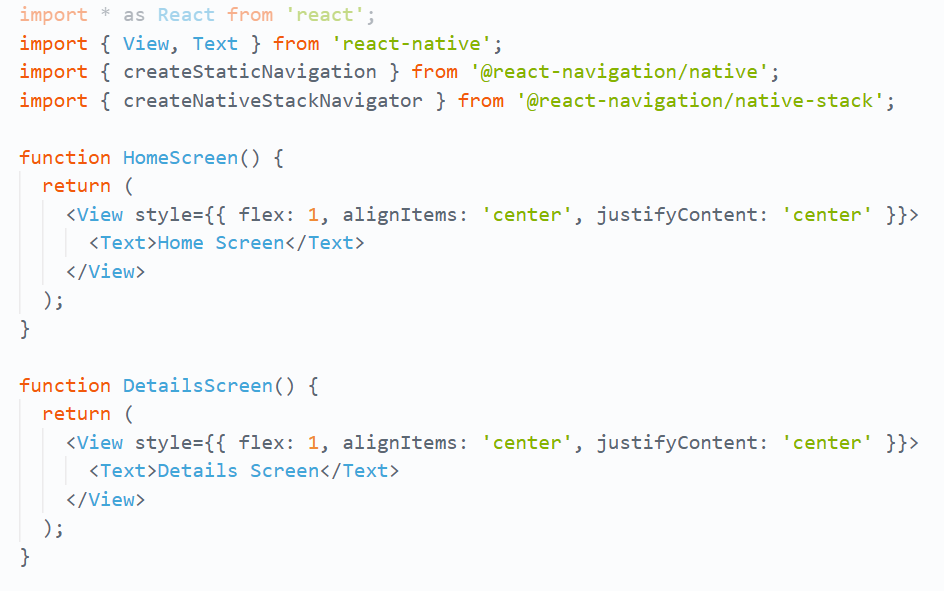 import * as React from 'react';
import { View, Text } from 'react-native';
import { createStaticNavigation } from '@react-navigation/native';
import { createNativeStackNavigator } from '@react-navigation/native-stack';

function HomeScreen() {
  return (
    <View style={{ flex: 1, alignItems: 'center', justifyContent: 'center' }}>
      <Text>Home Screen</Text>
    </View>
  );
}

function DetailsScreen() {
  return (
    <View style={{ flex: 1, alignItems: 'center', justifyContent: 'center' }}>
      <Text>Details Screen</Text>
    </View>
  );
}